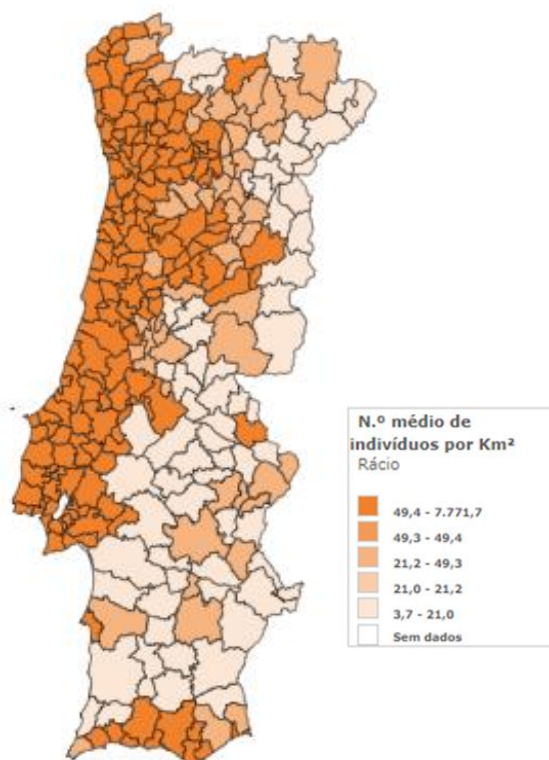 N.º médio de
indivíduos por Km²
Rácio
49,4 - 7.771,7
49,3 - 49,4
21,2 - 49,3
21,0 - 21,2
3,7 - 21,0
Sem dados